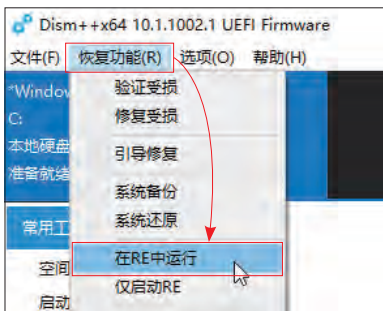 Dism++x64 10.1.1002.1 UEFI Firmware
文件(F) 恢复功能(R) 选项(O) 帮助(H)
"Window
C:
本地硬盘
准备就绪
验证受损
修复受损
引导修复
系统备份
系统还原
在RE中运行
仅启动RE
常用工
空间
启动